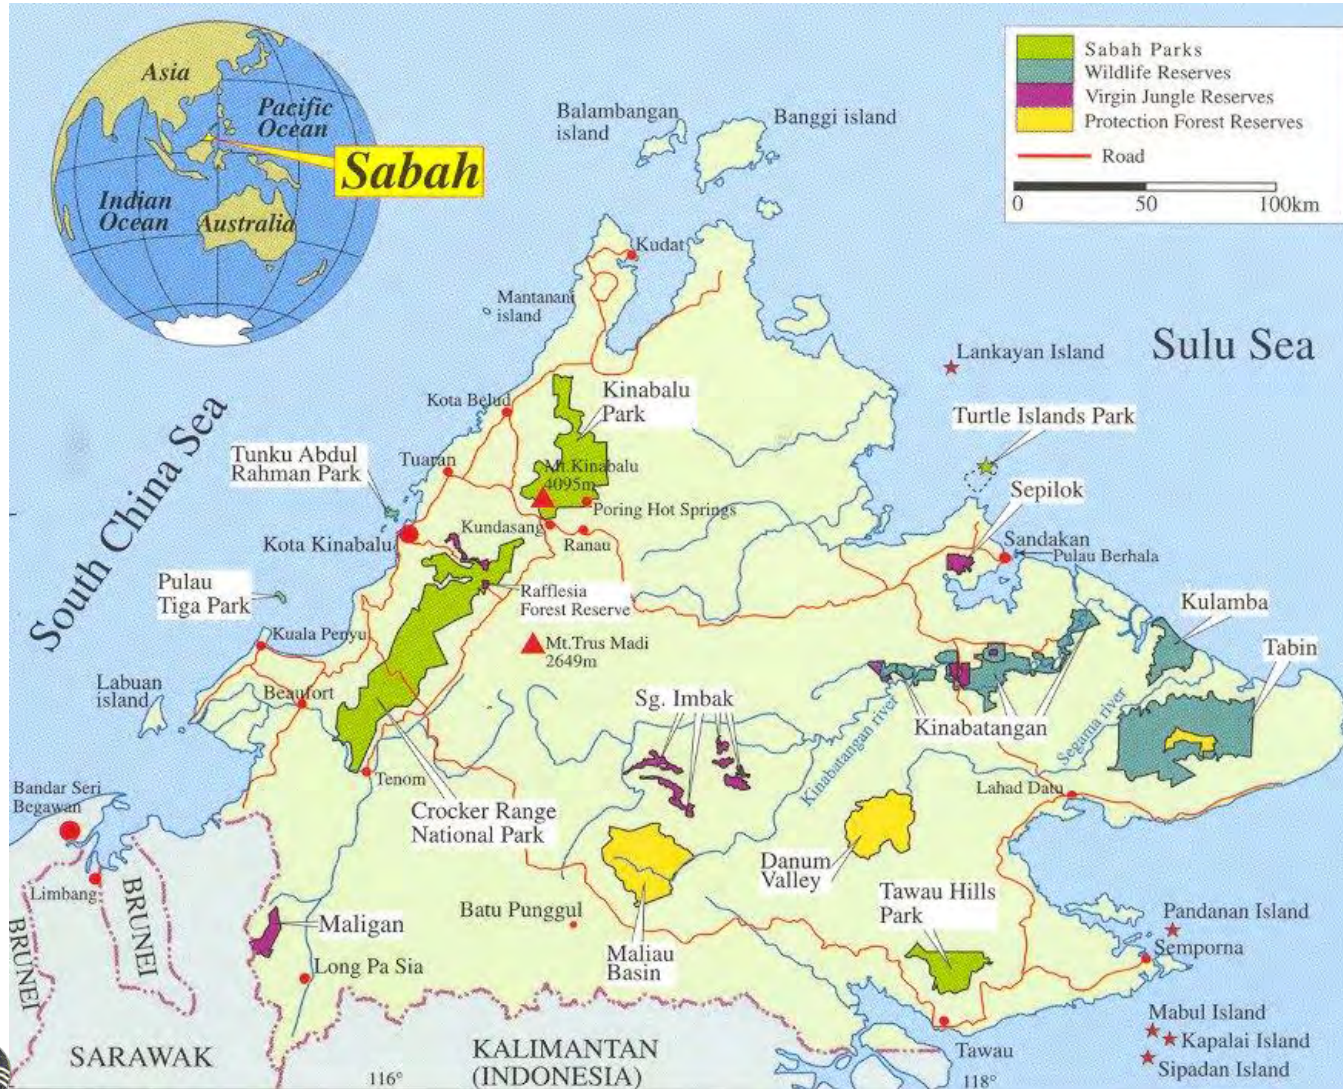 Asia
Pacific
Ocean
Sabah
Indian
Ocean
Australia
Sabah Parks
Wildlife Reserves
Virgin Jungle Reserves
Protection Forest Reserves
Road
0
50
100km
Balambangan
island
Banggi island
Kudat
Mantanani
island
Sulu Sea
Lankayan Island
Kinabalu
Park
Kota Belud
Turtle Islands Park
South China Sea
Tunku Abdul
Rahman Park
Tuaran
Mt.Kinabalu
4095m
Sepilok
Poring Hot Springs
Kundasang
Ranau
Kota Kinabalu
Sandakan
Pulau Berhala
Pulau
Tiga Park
Rafflesia
Forest Reserve
Kulamba
Kuala Penyu
Mt.Trus Madi
2649m
Tabin
Labuan
island
Beaufort
Sg. Imbak
Kinabatangan river
Kinabatangan
Seguma river
Tenom
Lahad Datu
Bandar Seri
Begawan
Crocker Range
National Park
Danum
Valley
Limbang
BRUNEI
BRUNEI
Maligan
Batu Punggul
Maliau
Basin
Tawau Hills
Park
Pandanan Island
Semporna
Long Pa Sia
Mabul Island
Kapalai Island
Sipadan Island
SARAWAK
KALIMANTAN
(INDONESIA)
Tawau
116°
118°